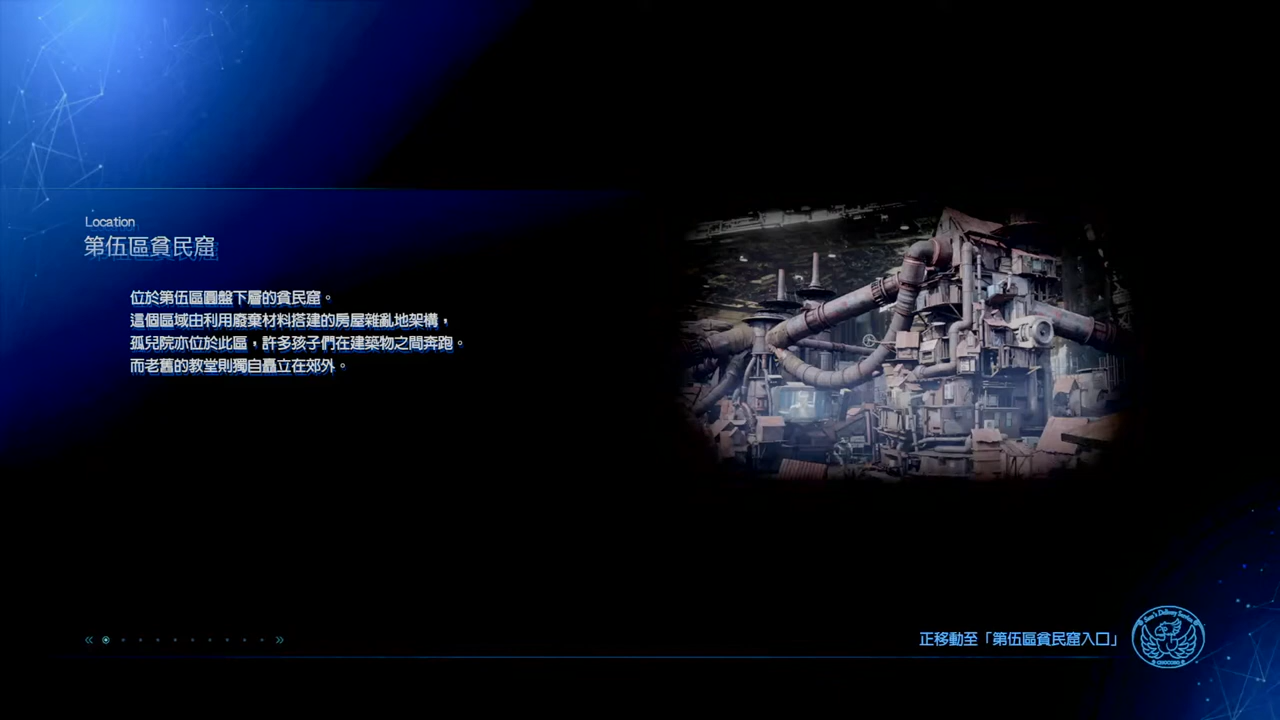 Location
第伍區貧民窟
位於第伍區圓盤下層的貧民窟。
這個區域由利用廢棄材料搭建的房屋雜亂地架構，
孤兒院亦位於此區，許多孩子們在建築物之間奔跑。
而老舊的教堂則獨自矗立在郊外。
正移動至「第伍區貧民窟入口」
Sam's Delivery Service
CHOCOBO